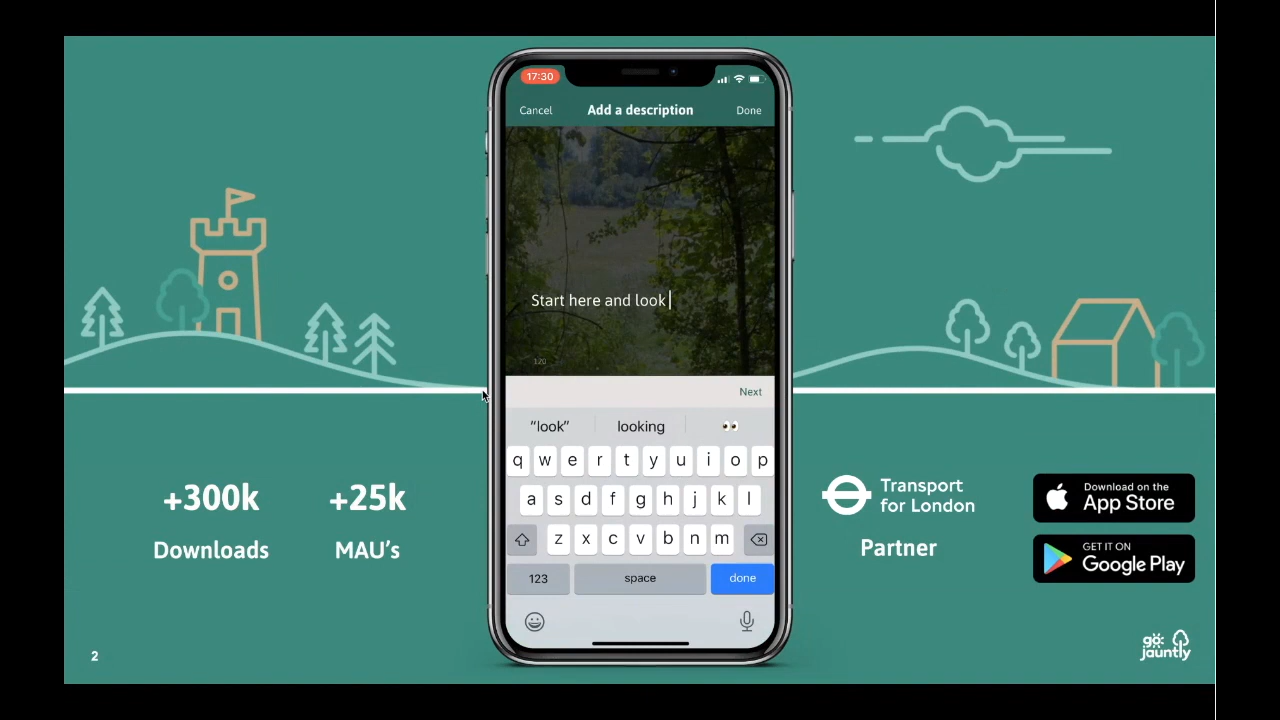 17:30
Cancel
Add a description
Done
Start here and look
120
Next
"look"
looking
q w e r t y u i o p
a s d f g h j k l
z x c v b n m
123
space
done
+300k
Downloads
+25k
MAU's
Transport
for London
Partner
Download on the
App Store
GET IT ON
Google Play
2
go
jauntly